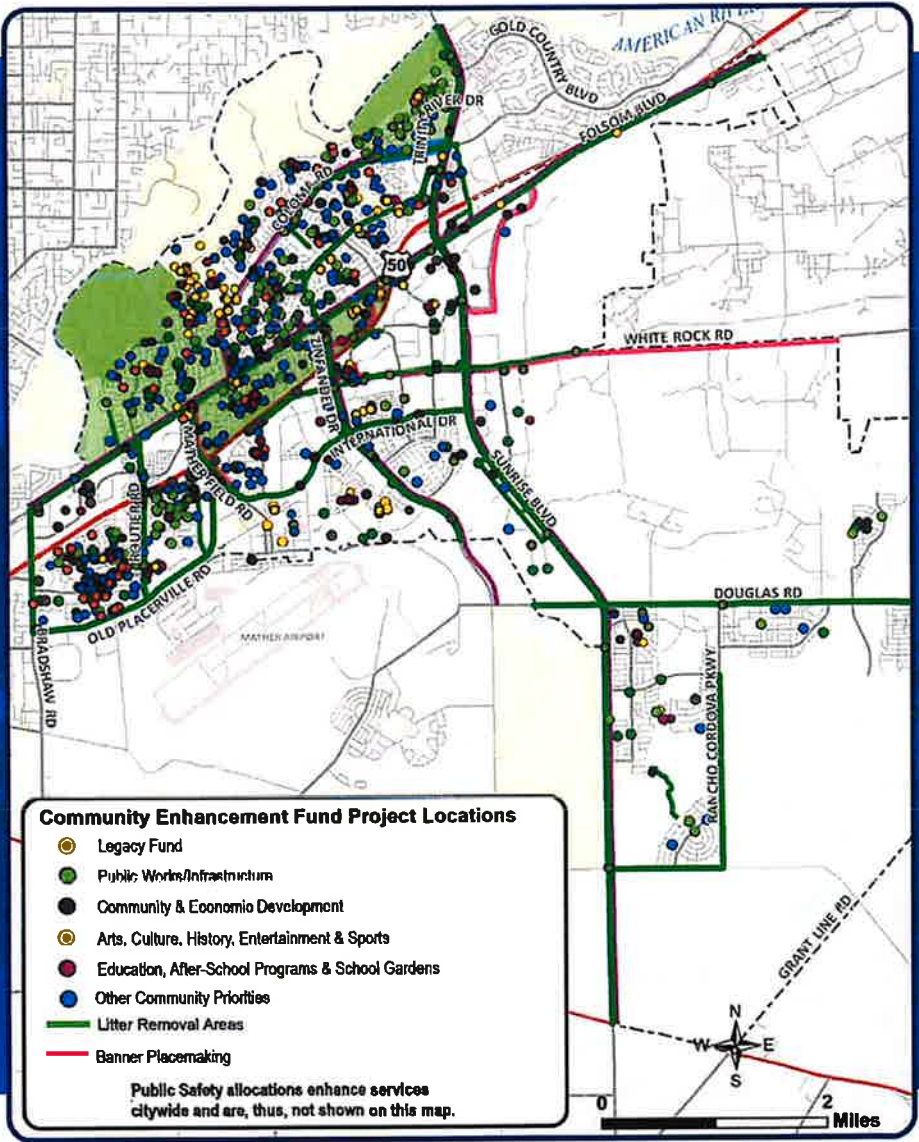 AMERICAN RIVER
GOLD COUNTRY
BLVD
TRINITY RIVER DR
FOLSOM BLVD
COLOMA RD
50
WHITE ROCK RD
ZINFANDEL DR
INTERNATIONAL DR
MATHER FIELD RD
SUNRISE BLVD
ROUTIER RD
OLD PLACERVILLE RD
DOUGLAS RD
MATHER AIRPORT
BRADSHAW RD
RANCHO CORDOVA PKWY
Community Enhancement Fund Project Locations
Legacy Fund
Public Works/Infrastructure
Community & Economic Development
Arts, Culture, History, Entertainment & Sports
Education, After-School Programs & School Gardens
Other Community Priorities
Litter Removal Areas
Banner Placemaking
Public Safety allocations enhance services
citywide and are, thus, not shown on this map.
GRANT LINE RD
N
W E
S
0 2
Miles